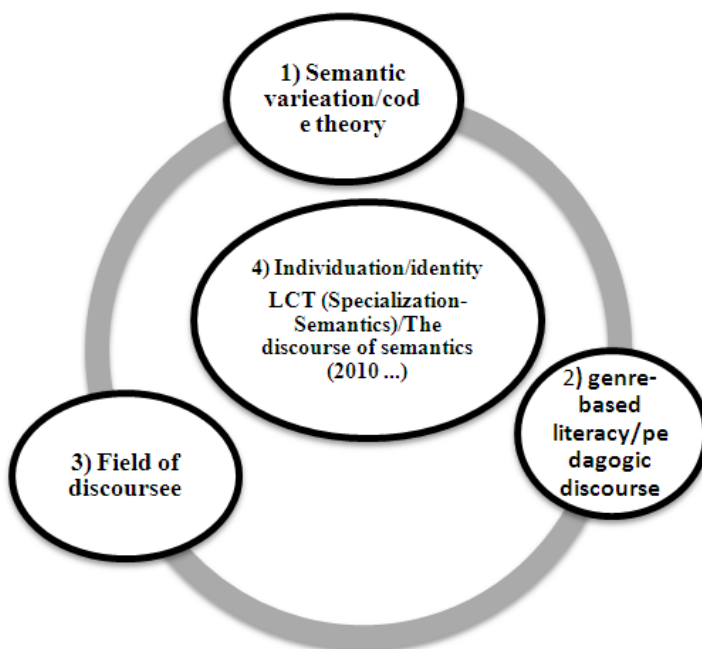 1) Semantic
varieation/cod
e theory
4) Individuation/identity
LCT (Specialization-
Semantics)/The
discourse of semantics
(2010 ...)
2) genre-
based
literacy/pe
dagogic
discourse
3) Field of
discoursee